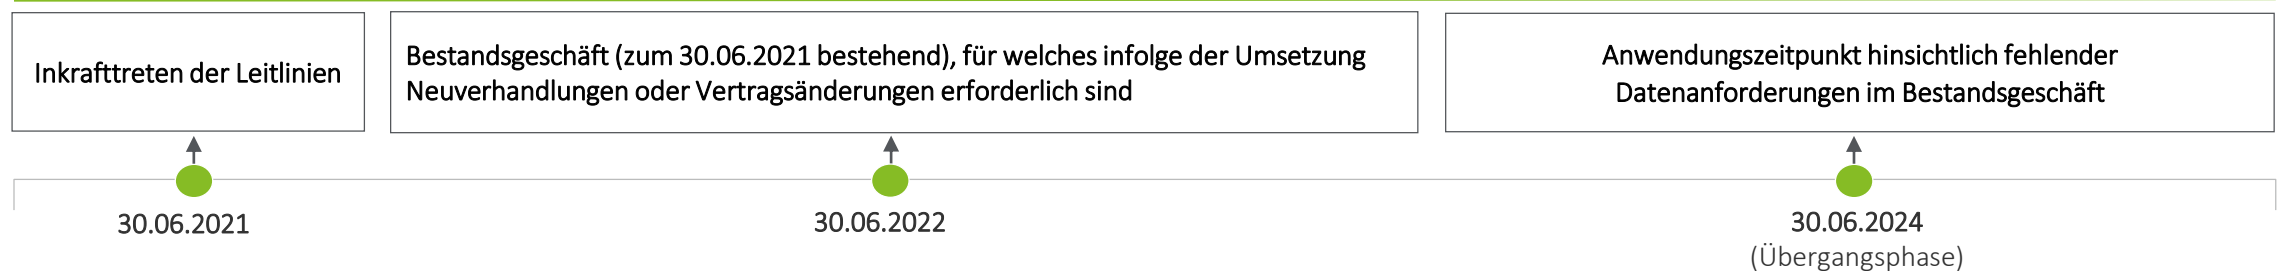 Inkrafttreten der Leitlinien
Bestandsgeschäft (zum 30.06.2021 bestehend), für welches infolge der Umsetzung
Neuverhandlungen oder Vertragsänderungen erforderlich sind
Anwendungszeitpunkt hinsichtlich fehlender
Datenanforderungen im Bestandsgeschäft
30.06.2021
30.06.2022
30.06.2024
(Übergangsphase)